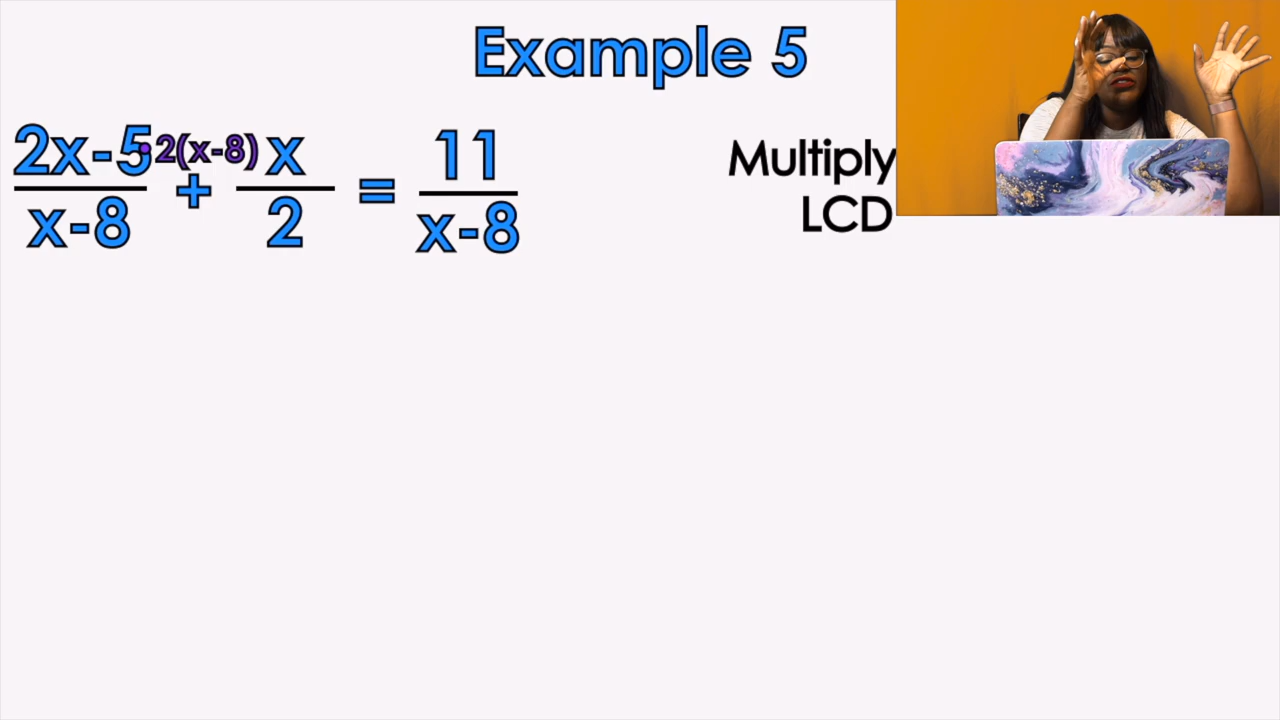 Example 5
2x-5 •2(x-8) x 11
+ =
x-8 2 x-8
Multiply
LCD